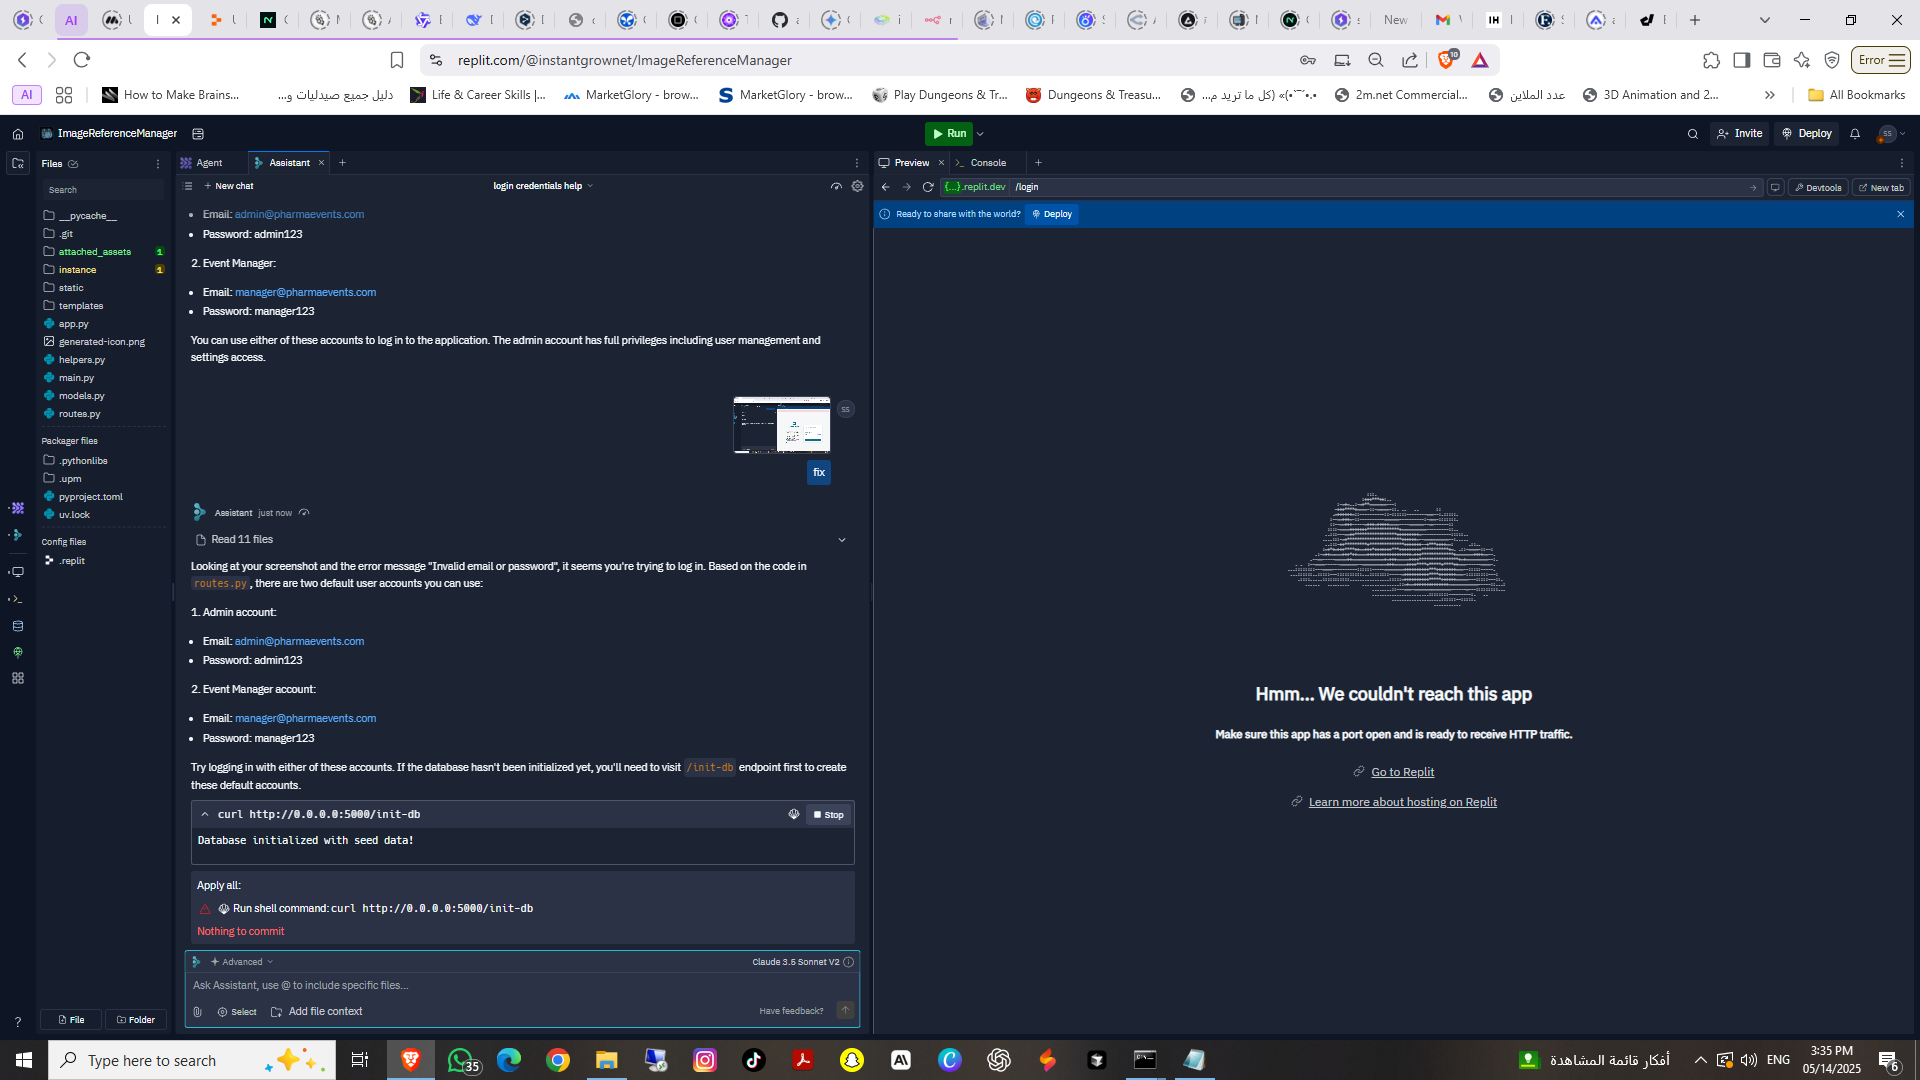 replit.com/@instantgrownet/ImageReferenceManager
Error
AI
How to Make Brains...
دليل جميع صيدليات و...
Life & Career Skills |...
MarketGlory - brow...
MarketGlory - brow...
Play Dungeons & Tr...
Dungeons & Treasu...
2m.net Commercial...
عدد الملاين
3D Animation and 2...
All Bookmarks
ImageReferenceManager
Run
Invite
Deploy
SS
Files
Search
__pycache__
.git
attached_assets 1
instance 1
static
templates
app.py
generated-icon.png
helpers.py
main.py
models.py
routes.py
Packager files
.pythonlibs
.upm
pyproject.toml
uv.lock
Config files
.replit
File
Folder
Agent
Assistant
New chat
login credentials help
Email: admin@pharmaevents.com
Password: admin123
2. Event Manager:
Email: manager@pharmaevents.com
Password: manager123
You can use either of these accounts to log in to the application. The admin account has full privileges including user management and
settings access.
SS
fix
Assistant just now
Read 11 files
Looking at your screenshot and the error message "Invalid email or password", it seems you're trying to log in. Based on the code in
routes.py, there are two default user accounts you can use:
1. Admin account:
Email: admin@pharmaevents.com
Password: admin123
2. Event Manager account:
Email: manager@pharmaevents.com
Password: manager123
Try logging in with either of these accounts. If the database hasn't been initialized yet, you'll need to visit /init-db endpoint first to create
these default accounts.
curl http://0.0.0.0:5000/init-db
Stop
Database initialized with seed data!
Apply all:
Run shell command: curl http://0.0.0.0:5000/init-db
Nothing to commit
Advanced
Claude 3.5 Sonnet V2
Ask Assistant, use @ to include specific files...
Select
Add file context
Have feedback?
Preview
Console
{...}.replit.dev /login
Devtools
New tab
Ready to share with the world?
Deploy
Hmm... We couldn't reach this app
Make sure this app has a port open and is ready to receive HTTP traffic.
Go to Replit
Learn more about hosting on Replit
Type here to search
35
أفكار قائمة المشاهدة
ENG
3:35 PM
05/14/2025
6